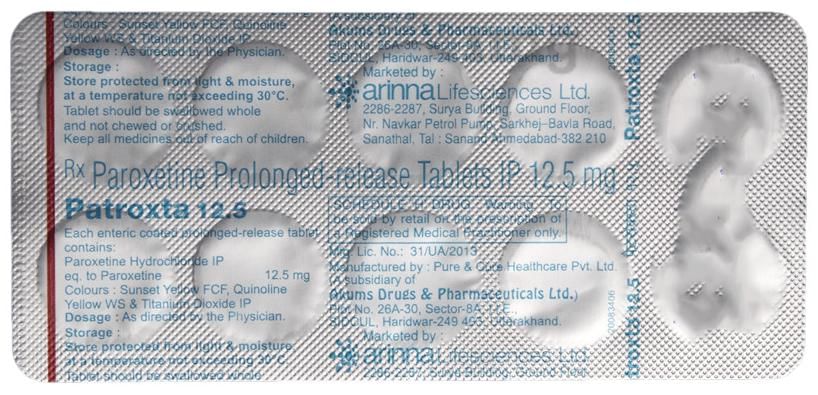 Colours : Sunset Yellow FCF, Quinoline
Yellow WS & Titanium Dioxide IP
Dosage : As directed by the Physician.
Storage :
Store protected from light & moisture,
at a temperature not exceeding 30°C.
Tablet should be swallowed whole
and not chewed or crushed.
Keep all medicines out of reach of children.
(A subsidiary of
Akums Drugs & Pharmaceuticals Ltd.)
Plot No. 26A-30, Sector-8A, I.I.E.,
SIDCUL, Haridwar-249 403, Uttarakhand.
Marketed by :
arinna Lifesciences Ltd.
2286-2287, Surya Building, Ground Floor,
Nr. Navkar Petrol Pump, Sarkhej–Bavla Road,
Sanathal, Tal : Sanand Ahmedabad-382 210
Rx Paroxetine Prolonged-release Tablets IP 12.5 mg
Patroxta 12.5
Each enteric coated prolonged-release tablet
contains:
Paroxetine Hydrochloride IP
eq. to Paroxetine 12.5 mg
Colours : Sunset Yellow FCF, Quinoline
Yellow WS & Titanium Dioxide IP
Dosage : As directed by the Physician.
Storage :
Store protected from light & moisture,
at a temperature not exceeding 30°C.
Tablet should be swallowed whole
SCHEDULE 'H' DRUG Warning : To
be sold by retail on the prescription of
a Registered Medical Practitioner only.
Mfg. Lic. No.: 31/UA/2013
Manufactured by : Pure & Cure Healthcare Pvt. Ltd.
(A subsidiary of
Akums Drugs & Pharmaceuticals Ltd.)
Plot No. 26A-30, Sector-8A, I.I.E.,
SIDCUL, Haridwar-249 403, Uttarakhand.
Marketed by :
arinna Lifesciences Ltd.
2286-2287, Surya Building, Ground Floor
20083406
20083406
Patroxta 12.5
troxta 12.5